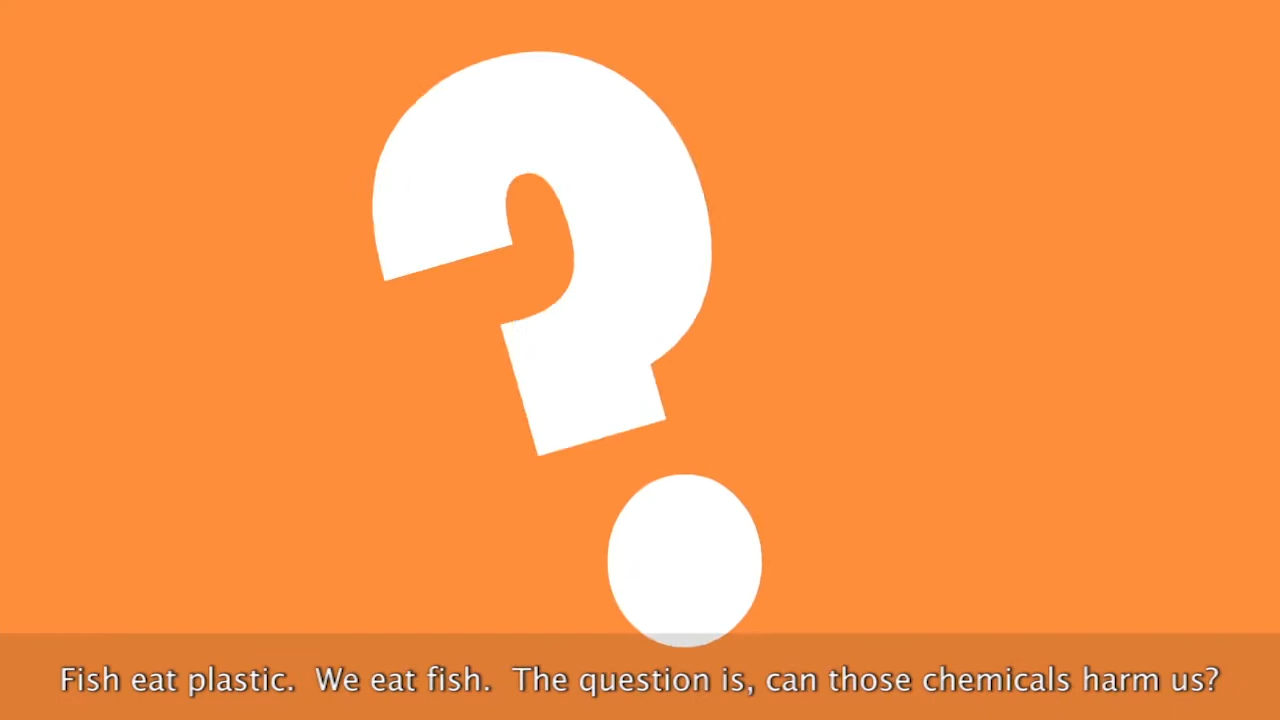 ?
Fish eat plastic.  We eat fish.  The question is, can those chemicals harm us?